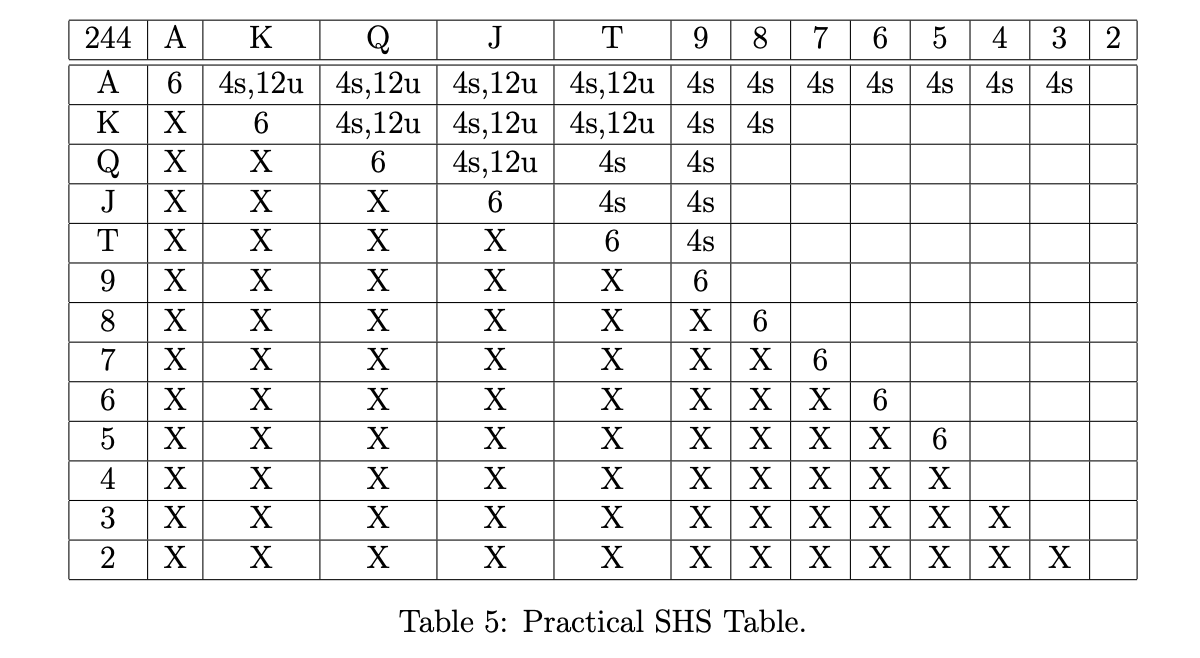 244 A K Q J T 9 8 7 6 5 4 3 2
A 6 4s,12u 4s,12u 4s,12u 4s,12u 4s 4s 4s 4s 4s 4s 4s
K X 6 4s,12u 4s,12u 4s,12u 4s 4s
Q X X 6 4s,12u 4s 4s
J X X X 6 4s 4s
T X X X X 6 4s
9 X X X X X 6
8 X X X X X X 6
7 X X X X X X X 6
6 X X X X X X X X 6
5 X X X X X X X X X 6
4 X X X X X X X X X X
3 X X X X X X X X X X X
2 X X X X X X X X X X X X
Table 5: Practical SHS Table.